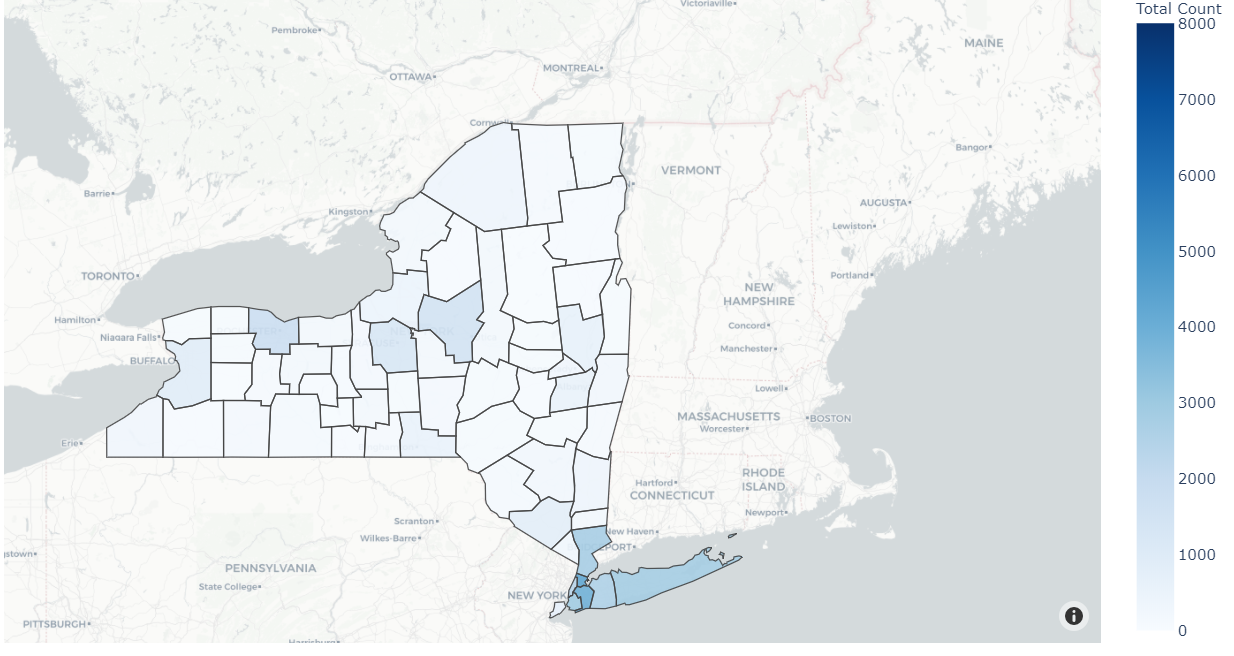 Victoriaville
Total Count
8000
Pembroke
MAINE
OTTAWA
MONTREAL
7000
Cornwall
Bangor
VERMONT
6000
Barrie
AUGUSTA
Kingston
Lewiston
5000
TORONTO
Portland
NEW
HAMPSHIRE
4000
Hamilton
Concord
Niagara Falls
Manchester
BUFFALO
3000
Lowell
MASSACHUSETTS
BOSTON
Worcester
Erie
2000
RHODE
ISLAND
Hartford
CONNECTICUT
Newport
Scranton
New Haven
Wilkes-Barre
PORT
1000
gstown
PENNSYLVANIA
State College
NEW YORK
PITTSBURGH
0
Harrisburg